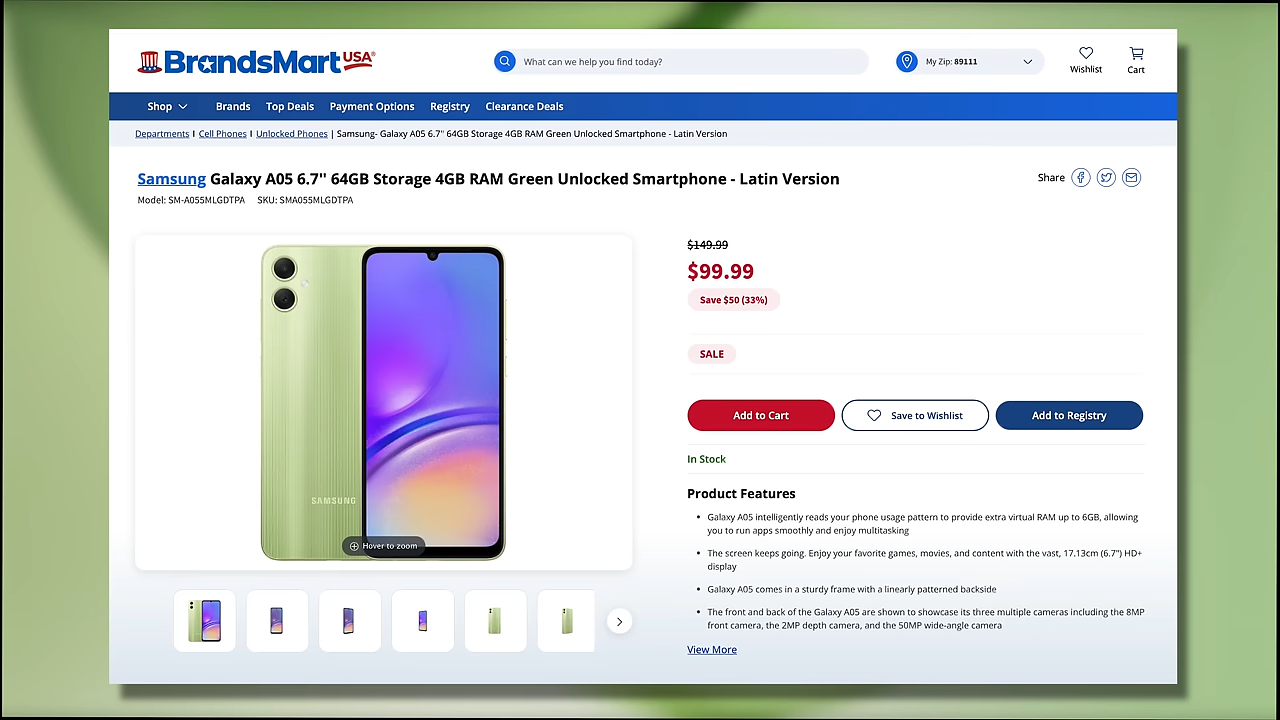 BrandsMart USA®
What can we help you find today?
My Zip: 89111
Wishlist
Cart
Shop
Brands
Top Deals
Payment Options
Registry
Clearance Deals
Departments | Cell Phones | Unlocked Phones | Samsung- Galaxy A05 6.7" 64GB Storage 4GB RAM Green Unlocked Smartphone - Latin Version
Samsung Galaxy A05 6.7'' 64GB Storage 4GB RAM Green Unlocked Smartphone - Latin Version
Share
Model: SM-A055MLGDTPA SKU: SMA055MLGDTPA
SAMSUNG
Hover to zoom
$149.99
$99.99
Save $50 (33%)
SALE
Add to Cart
Save to Wishlist
Add to Registry
In Stock
Product Features
• Galaxy A05 intelligently reads your phone usage pattern to provide extra virtual RAM up to 6GB, allowing
you to run apps smoothly and enjoy multitasking
• The screen keeps going. Enjoy your favorite games, movies, and content with the vast, 17.13cm (6.7") HD+
display
• Galaxy A05 comes in a sturdy frame with a linearly patterned backside
• The front and back of the Galaxy A05 are shown to showcase its three multiple cameras including the 8MP
front camera, the 2MP depth camera, and the 50MP wide-angle camera
View More